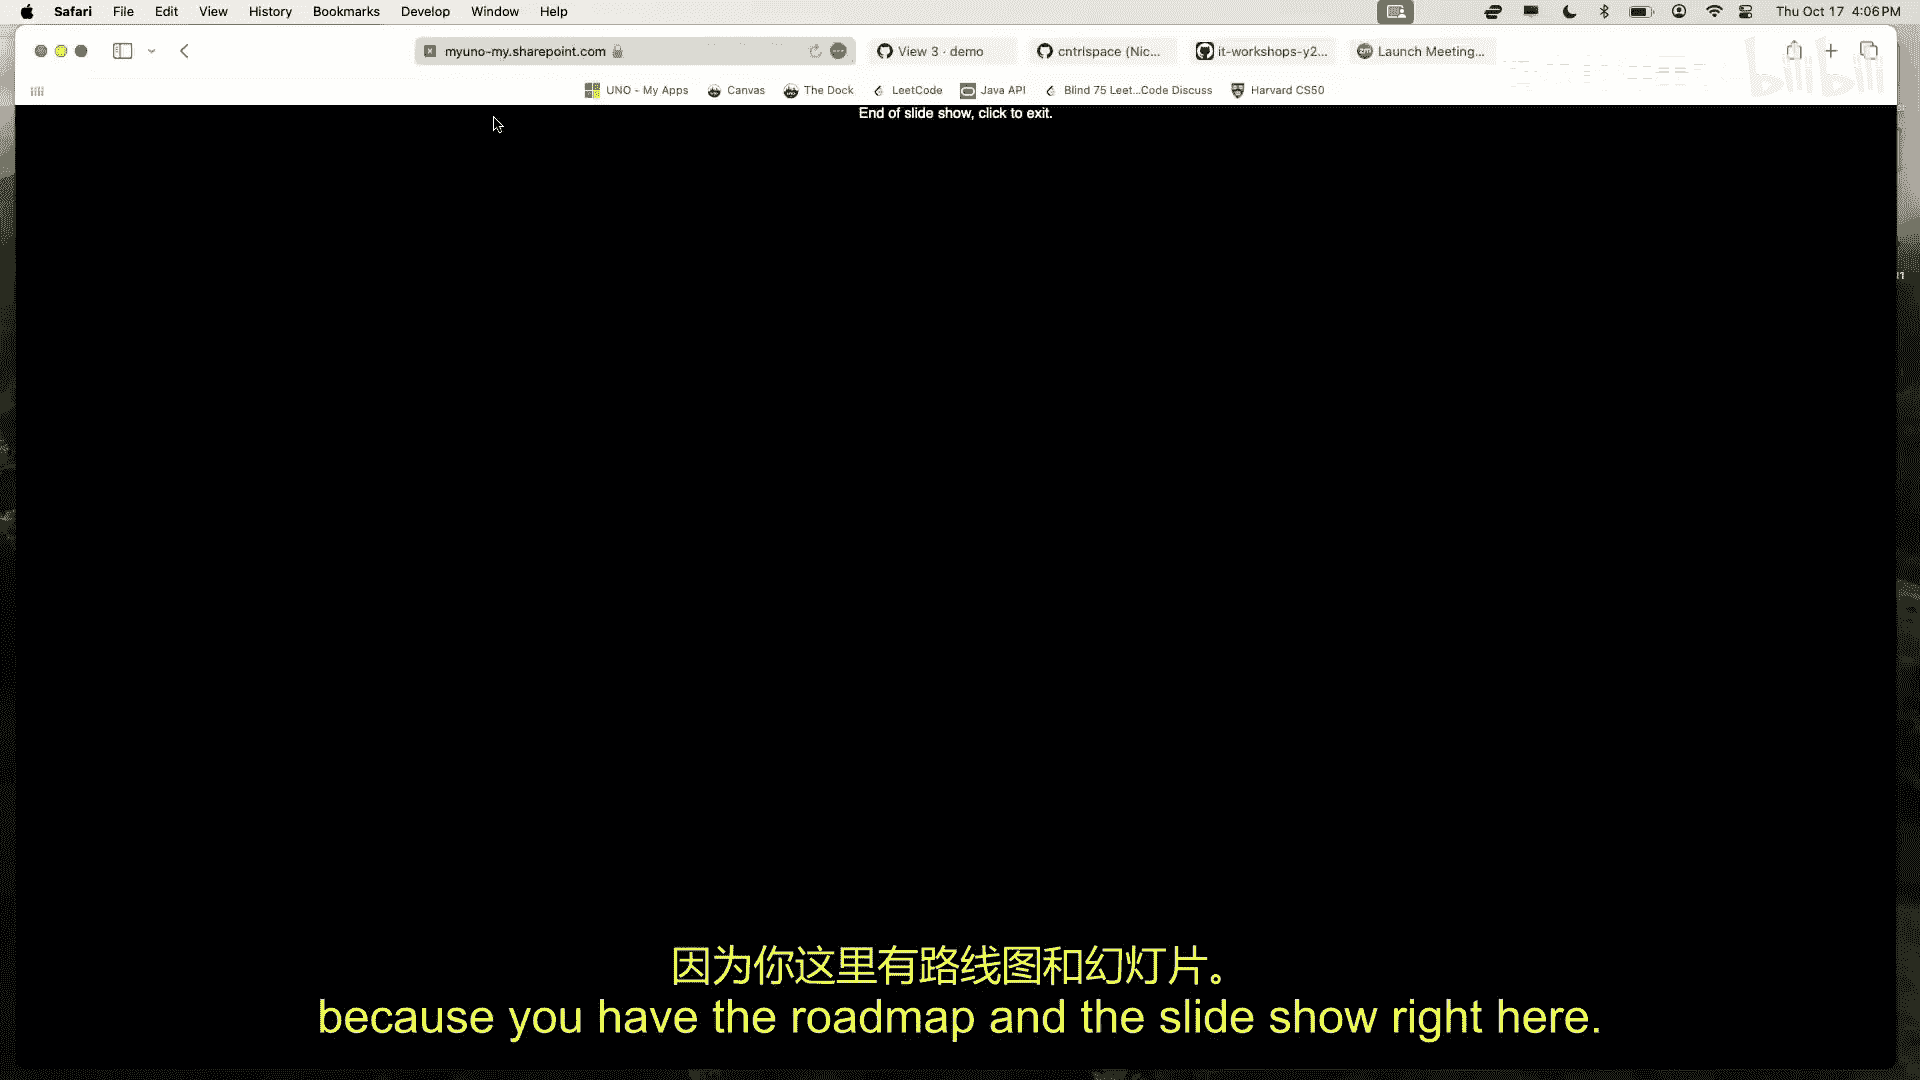 Safari File Edit View History Bookmarks Develop Window Help Thu Oct 17 4:06 PM
myuno-my.sharepoint.com View 3 · demo cntrlspace (Nic... it-workshops-y2... Launch Meeting...
UNO - My Apps Canvas The Dock LeetCode Java API Blind 75 Leet...Code Discuss Harvard CS50
bilibili
End of slide show, click to exit.
因为你这里有路线图和幻灯片。
because you have the roadmap and the slide show right here.